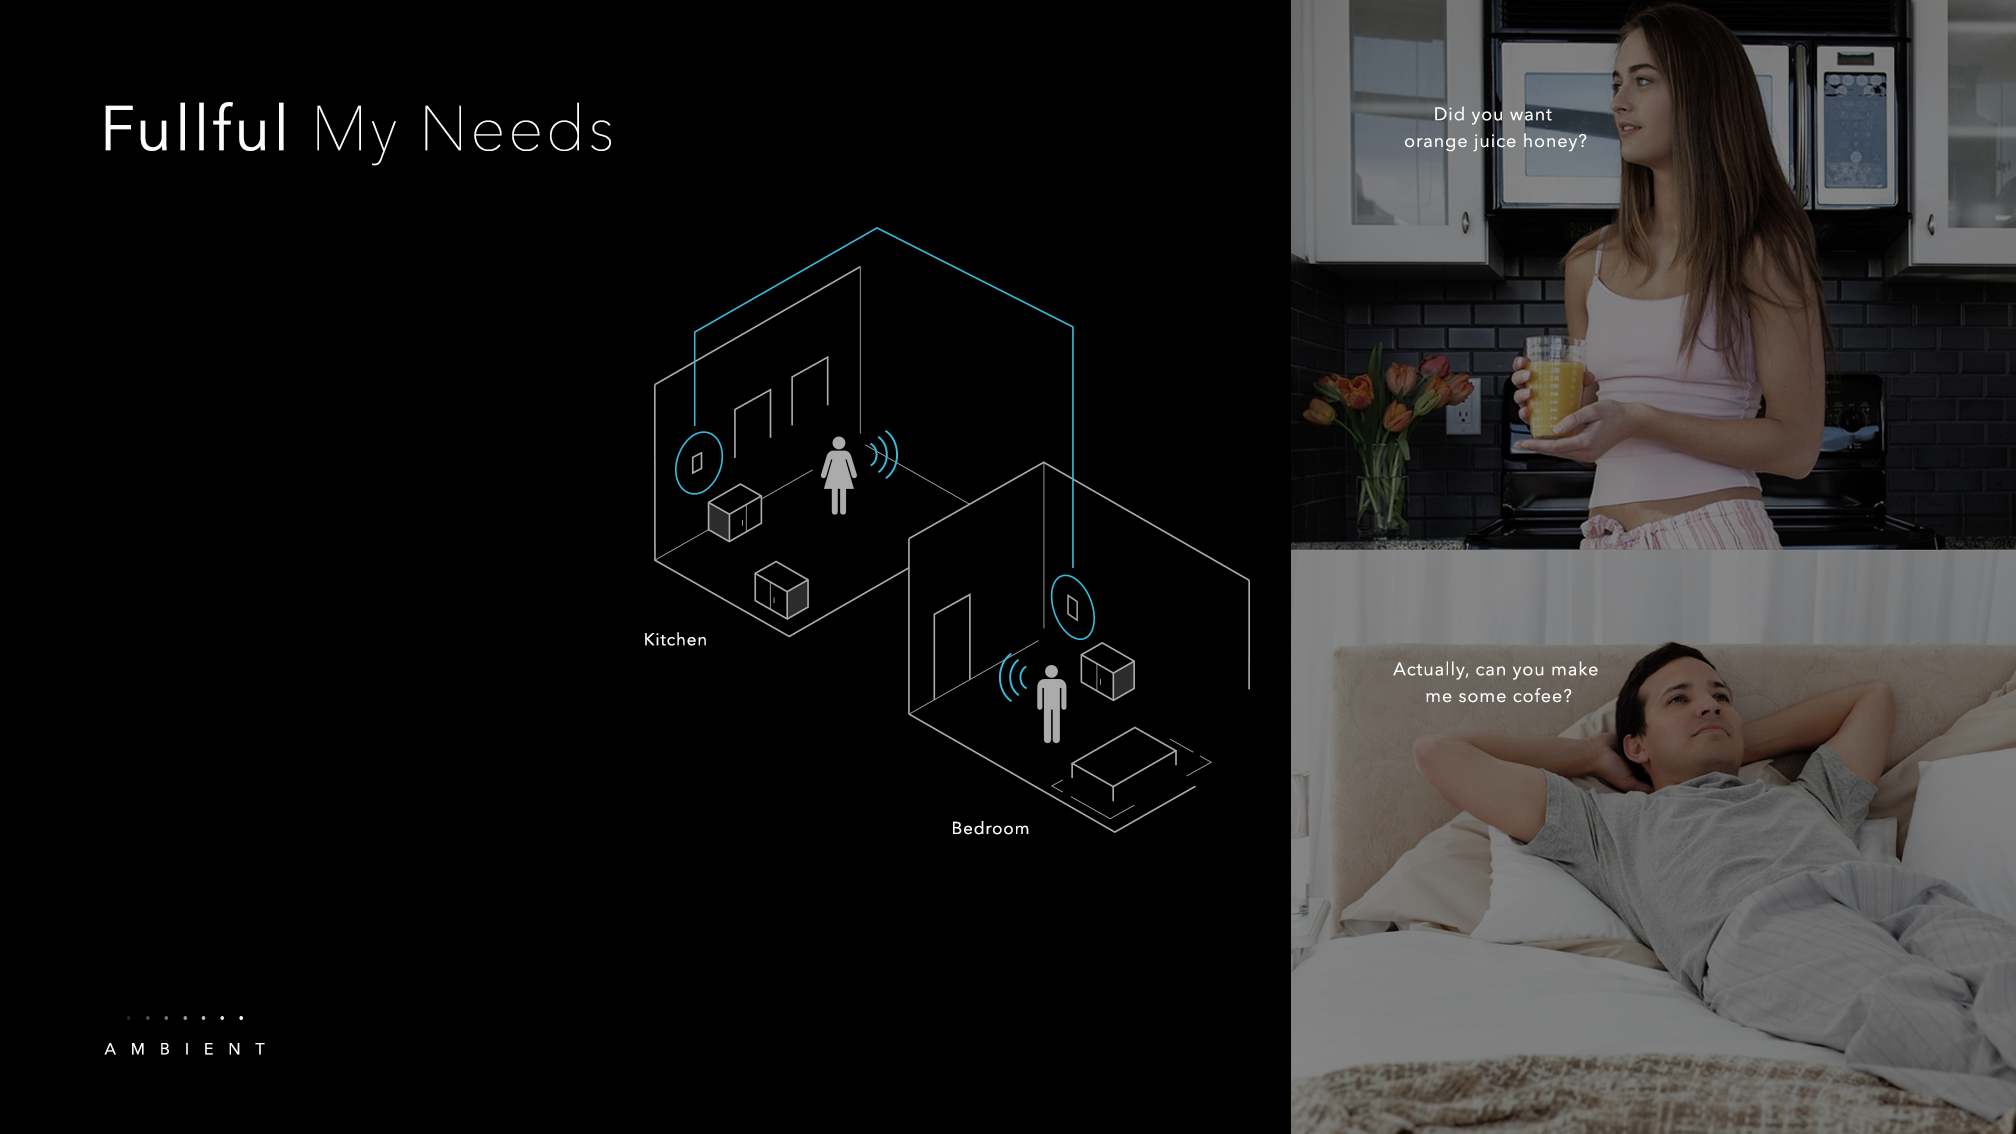 Fullful My Needs
Did you want
orange juice honey?
Kitchen
Actually, can you make
me some cofee?
Bedroom
AMBIENT